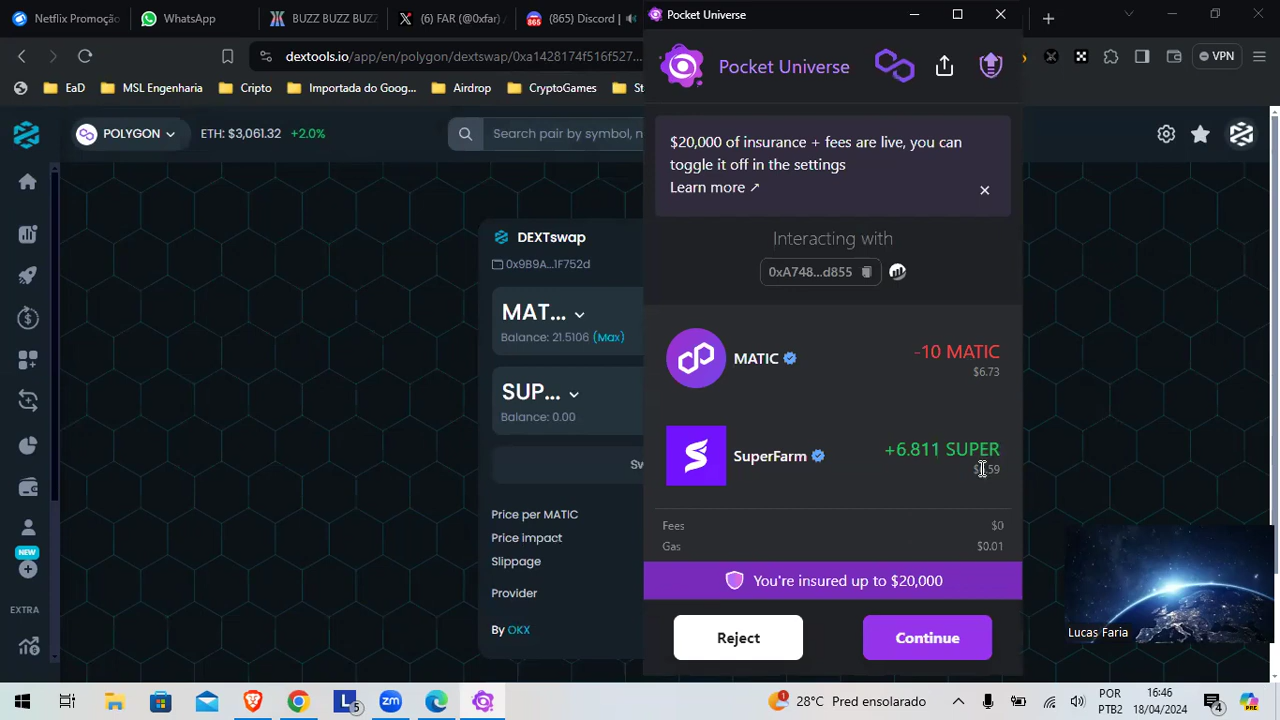 Netflix Promoção
WhatsApp
BUZZ BUZZ BUZZ
(6) FAR (@0xfar)
(865) Discord |
Pocket Universe
dextools.io/app/en/polygon/dextswap/0xa1428174f516f527...
VPN
EaD
MSL Engenharia
Cripto
Importada do Goog...
Airdrop
CryptoGames
Pocket Universe
POLYGON
ETH: $3,061.32
+2.0%
Search pair by symbol, n
$20,000 of insurance + fees are live, you can
toggle it off in the settings
Learn more ↗
Interacting with
0xA748...d855
DEXTswap
0x9B9A...1F752d
MAT...
Balance: 21.5106 (Max)
SUP...
Balance: 0.00
Sw
Price per MATIC
Price impact
Slippage
Provider
By OKX
MATIC
-10 MATIC
$6.73
SuperFarm
+6.811 SUPER
Fees
$0
Gas
$0.01
You're insured up to $20,000
Reject
Continue
NEW
EXTRA
Lucas Faria
28°C Pred ensolarado
POR
PTB2
16:46
18/04/2024